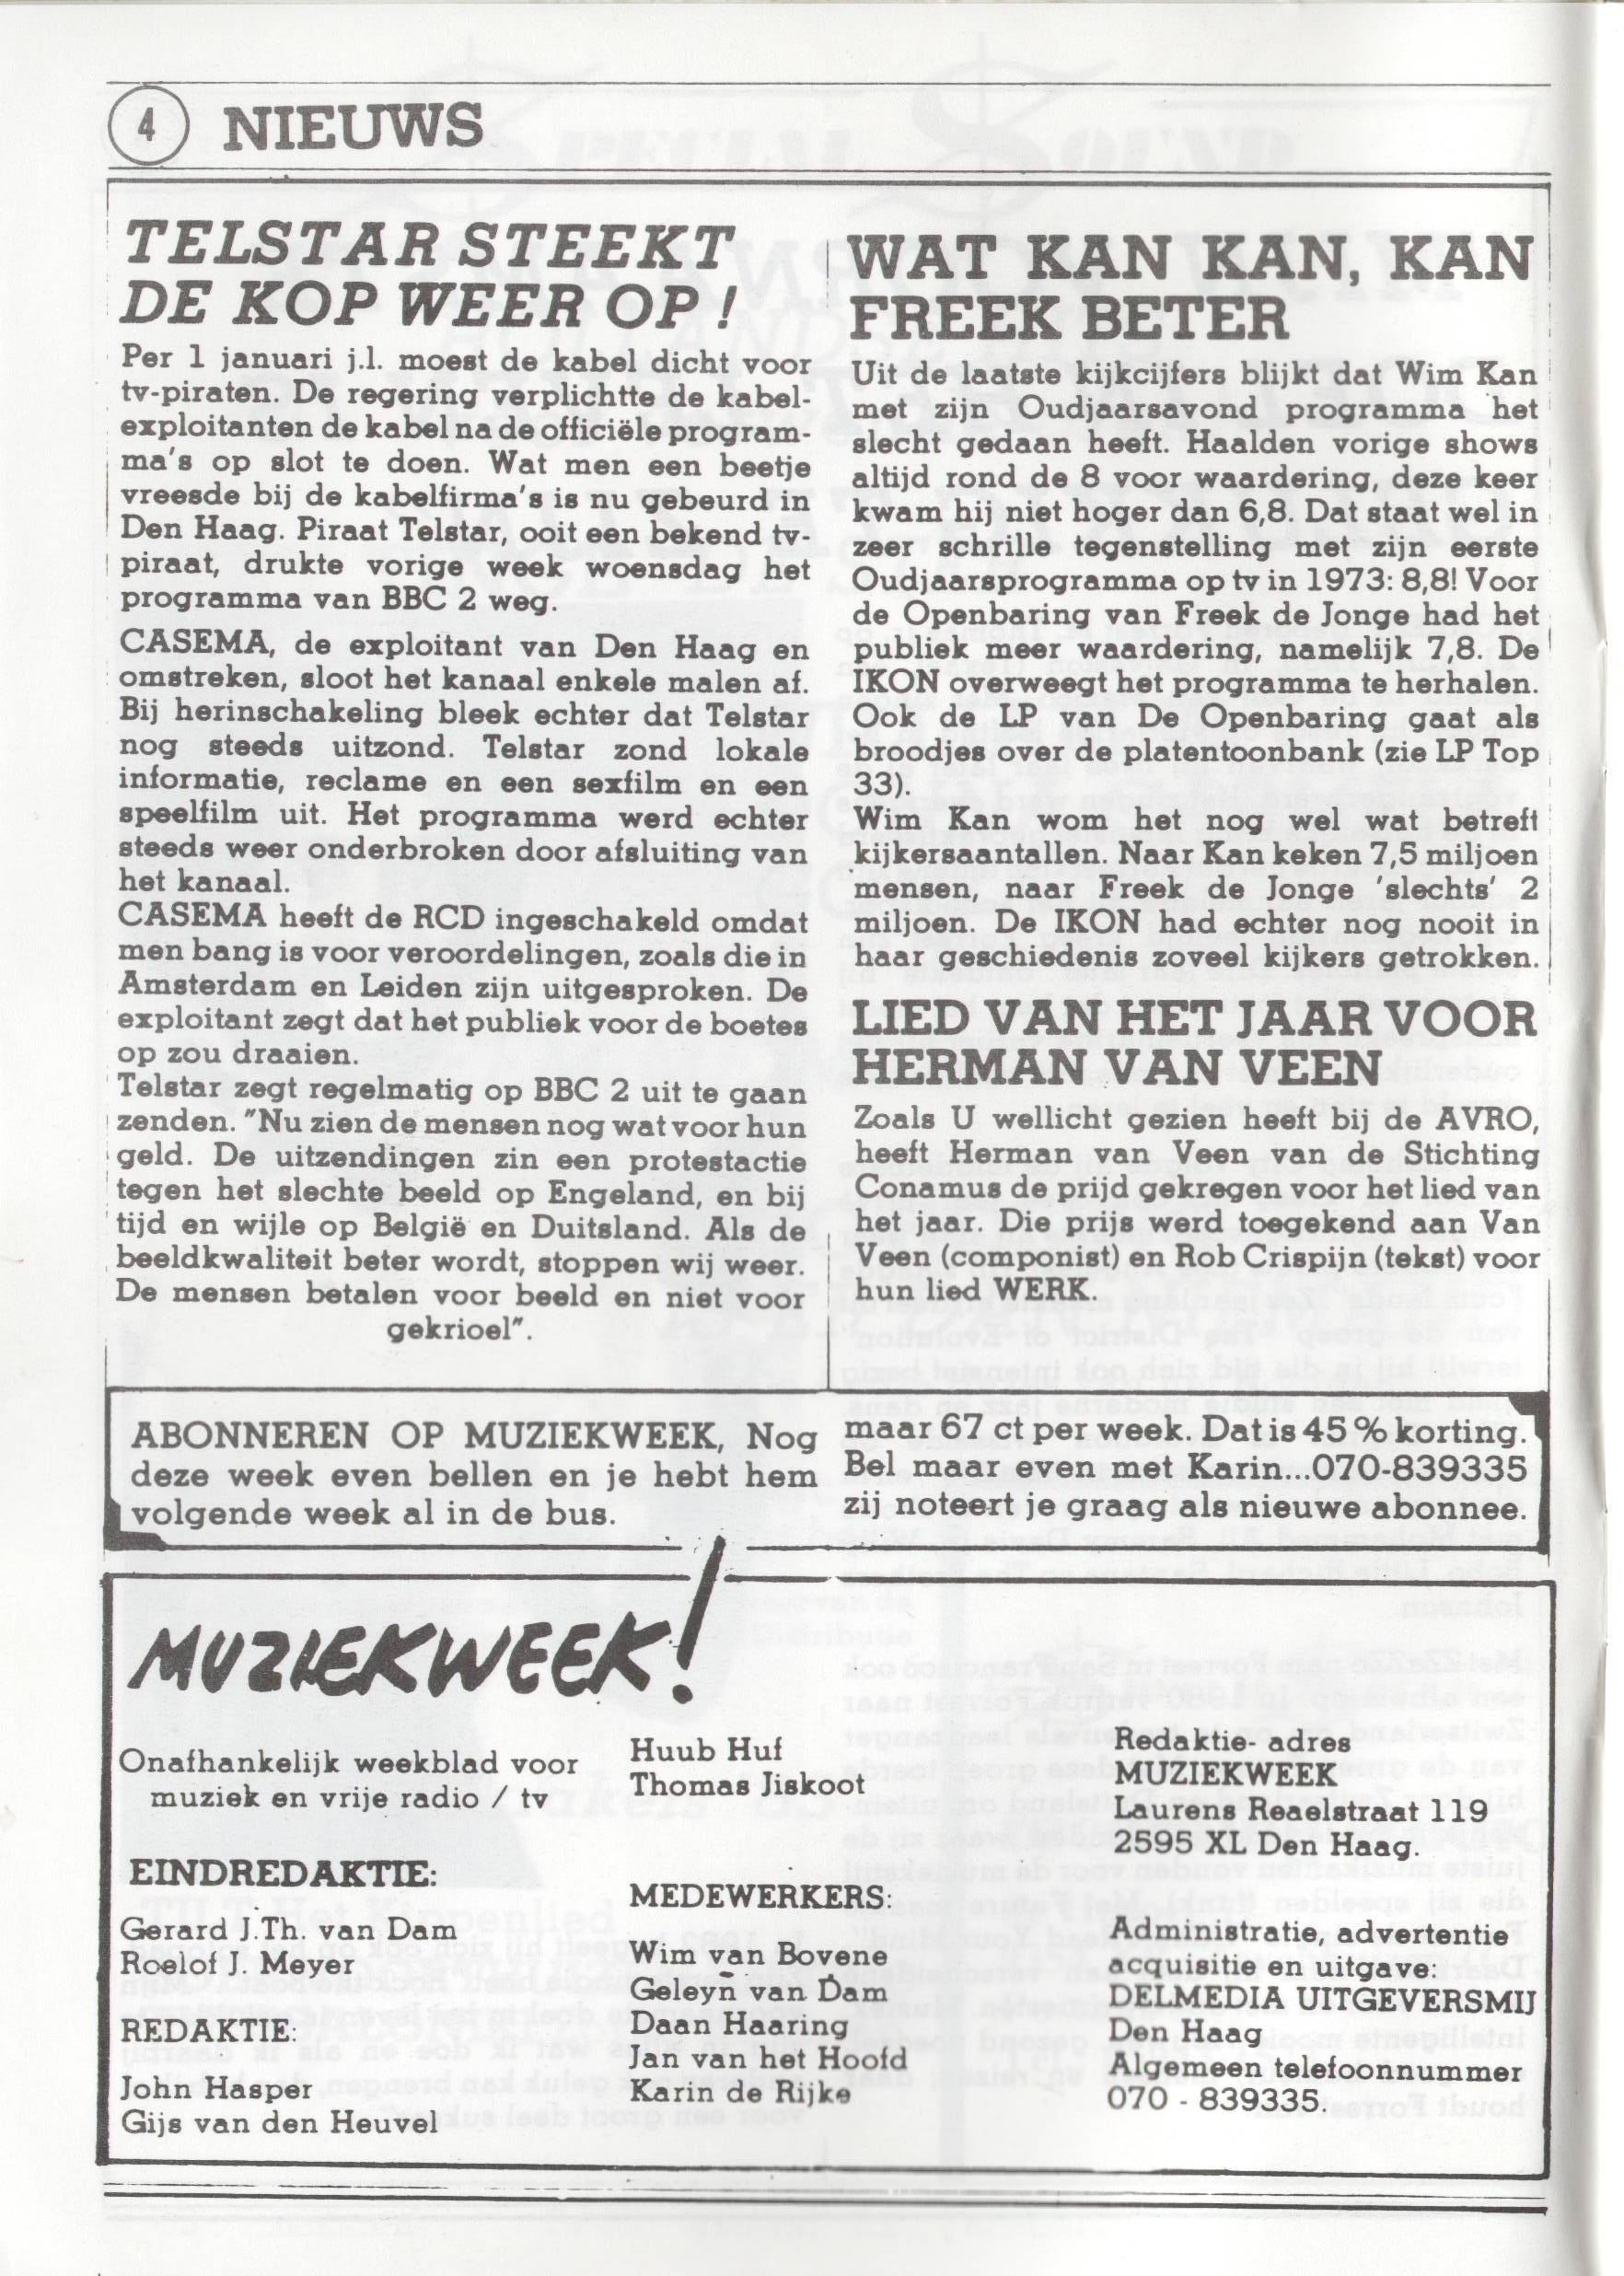 4 NIEUWS
TELSTAR STEEKT
DE KOP WEER OP !
Per 1 januari j.l. moest de kabel dicht voor
tv-piraten. De regering verplichtte de kabel-
exploitanten de kabel na de officiële program-
ma's op slot te doen. Wat men een beetje
vreesde bij de kabelfirma's is nu gebeurd in
Den Haag. Piraat Telstar, ooit een bekend tv-
piraat, drukte vorige week woensdag het
programma van BBC 2 weg.
CASEMA, de exploitant van Den Haag en
omstreken, sloot het kanaal enkele malen af.
Bij herinschakeling bleek echter dat Telstar
nog steeds uitzond. Telstar zond lokale
informatie, reclame en een sexfilm en een
speelfilm uit. Het programma werd echter
steeds weer onderbroken door afsluiting van
het kanaal.
CASEMA heeft de RCD ingeschakeld omdat
men bang is voor veroordelingen, zoals die in
Amsterdam en Leiden zijn uitgesproken. De
exploitant zegt dat het publiek voor de boetes
op zou draaien.
Telstar zegt regelmatig op BBC 2 uit te gaan
zenden. "Nu zien de mensen nog wat voor hun
geld. De uitzendingen zin een protestactie
tegen het slechte beeld op Engeland, en bij
tijd en wijle op België en Duitsland. Als de
beeldkwaliteit beter wordt, stoppen wij weer.
De mensen betalen voor beeld en niet voor
gekrioel".
WAT KAN KAN, KAN
FREEK BETER
Uit de laatste kijkcijfers blijkt dat Wim Kan
met zijn Oudjaarsavond programma het
slecht gedaan heeft. Haalden vorige shows
altijd rond de 8 voor waardering, deze keer
kwam hij niet hoger dan 6,8. Dat staat wel in
zeer schrille tegenstelling met zijn eerste
Oudjaarsprogramma op tv in 1973: 8,8! Voor
de Openbaring van Freek de Jonge had het
publiek meer waardering, namelijk 7,8. De
IKON overweegt het programma te herhalen.
Ook de LP van De Openbaring gaat als
broodjes over de platentoonbank (zie LP Top
33).
Wim Kan wom het nog wel wat betreft
kijkersaantallen. Naar Kan keken 7,5 miljoen
mensen, naar Freek de Jonge 'slechts' 2
miljoen. De IKON had echter nog nooit in
haar geschiedenis zoveel kijkers getrokken.
LIED VAN HET JAAR VOOR
HERMAN VAN VEEN
Zoals U wellicht gezien heeft bij de AVRO,
heeft Herman van Veen van de Stichting
Conamus de prijd gekregen voor het lied van
het jaar. Die prijs werd toegekend aan Van
Veen (componist) en Rob Crispijn (tekst) voor
hun lied WERK.
ABONNEREN OP MUZIEKWEEK, Nog
deze week even bellen en je hebt hem
volgende week al in de bus.
maar 67 ct per week. Dat is 45 % korting.
Bel maar even met Karin...070-839335
zij noteert je graag als nieuwe abonnee.
MUZIEKWEEK!
Onafhankelijk weekblad voor
muziek en vrije radio / tv
EINDREDAKTIE:
Gerard J.Th. van Dam
Roelof J. Meyer
REDAKTIE:
John Hasper
Gijs van den Heuvel
Huub Huf
Thomas Jiskoot
MEDEWERKERS:
Wim van Bovene
Geleyn van Dam
Daan Haaring
Jan van het Hoofd
Karin de Rijke
Redaktie- adres
MUZIEKWEEK
Laurens Reaelstraat 119
2595 XL Den Haag.
Administratie, advertentie
acquisitie en uitgave:
DELMEDIA UITGEVERSMIJ
Den Haag
Algemeen telefoonnummer
070 - 839335.